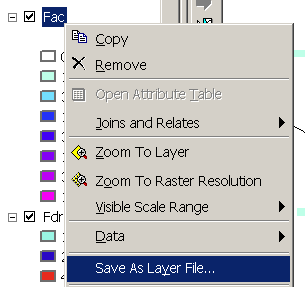 Fac
Copy
Remove
Open Attribute Table
Joins and Relates
Zoom To Layer
Zoom To Raster Resolution
Visible Scale Range
Fdr
Data
Save As Layer File...